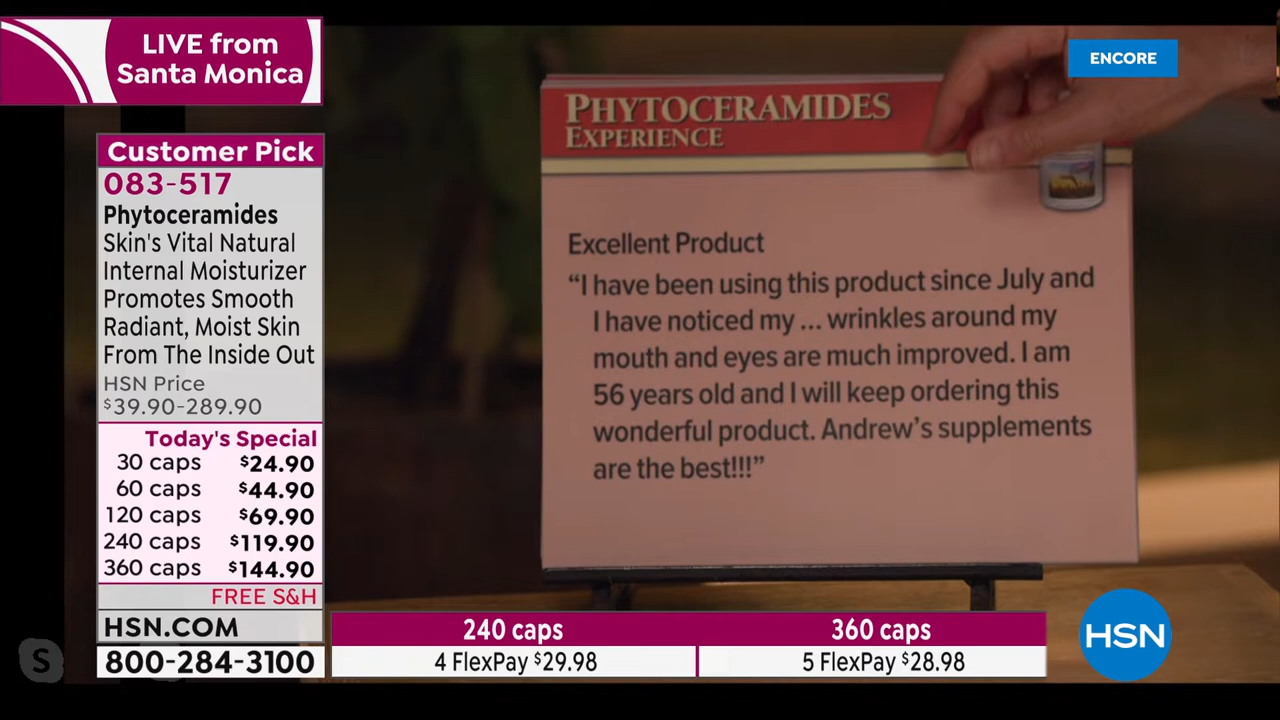 LIVE from
Santa Monica
ENCORE
Customer Pick
083-517
Phytoceramides
Skin's Vital Natural
Internal Moisturizer
Promotes Smooth
Radiant, Moist Skin
From The Inside Out
HSN Price
$39.90-289.90
Today's Special
30 caps $24.90
60 caps $44.90
120 caps $69.90
240 caps $119.90
360 caps $144.90
FREE S&H
HSN.COM
800-284-3100
PHYTOCERAMIDES
EXPERIENCE
Excellent Product
“I have been using this product since July and
I have noticed my ... wrinkles around my
mouth and eyes are much improved. I am
56 years old and I will keep ordering this
wonderful product. Andrew’s supplements
are the best!!!”
240 caps
4 FlexPay $29.98
360 caps
5 FlexPay $28.98
HSN
S